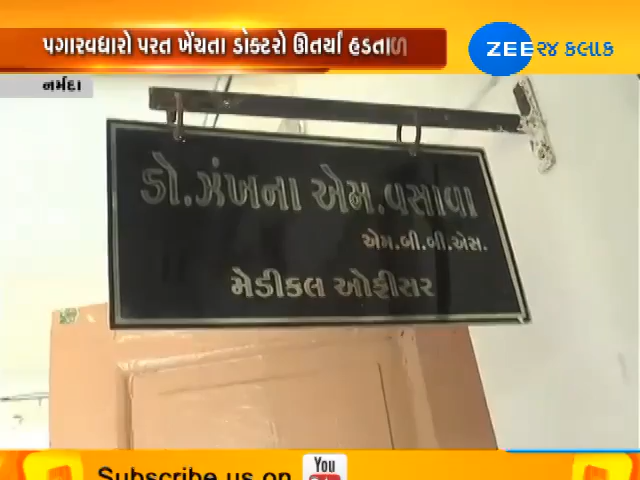 પગારવધારો પરત ખેંચતા ડોક્ટરો ઊતર્યા હડતાળ
ZEE ૨૪ કલાક
નર્મદા
ડો.ઝંખના એમ.વસાવા
એમ.બી.બી.એસ.
મેડીકલ ઓફીસર
Subscribe us on You